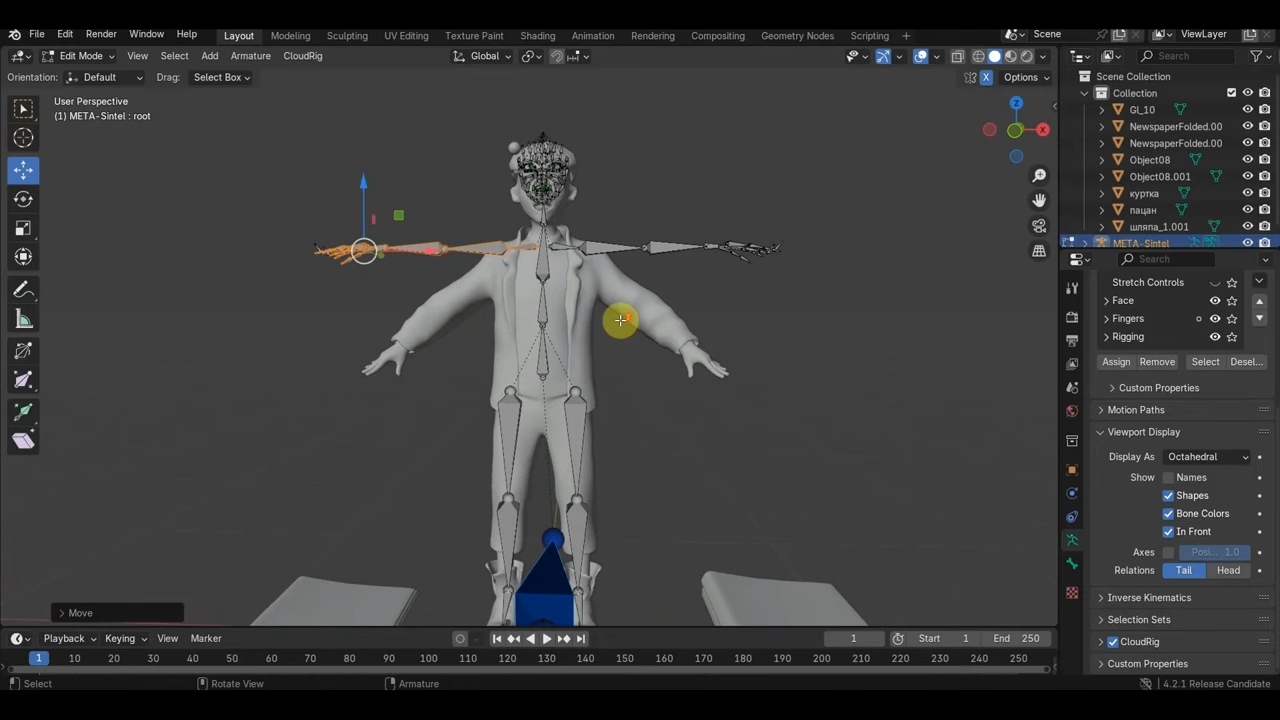 File Edit Render Window Help Layout Modeling Sculpting UV Editing Texture Paint Shading Animation Rendering Compositing Geometry Nodes Scripting + Scene ViewLayer
Edit Mode View Select Add Armature CloudRig Global Search
Orientation: Default Drag: Select Box X Options
Scene Collection
User Perspective
(1) META-Sintel : root
Collection
GI_10
NewspaperFolded.00
NewspaperFolded.00
Object08
Object08.001
куртка
пацан
шляпа_1.001
META-Sintel
Search
Z
X
Stretch Controls
Face
Fingers
Rigging
Assign Remove Select Desel...
Custom Properties
Motion Paths
Viewport Display
Display As Octahedral
Show Names
Shapes
Bone Colors
In Front
Axes Posi... 1.0
Relations Tail Head
Inverse Kinematics
Selection Sets
CloudRig
Custom Properties
Move
Playback Keying View Marker 1 Start 1 End 250
1 10 20 30 40 50 60 70 80 90 100 110 120 130 140 150 160 170 180 190 200 210 220 230 240 250
Select Rotate View Armature 4.2.1 Release Candidate